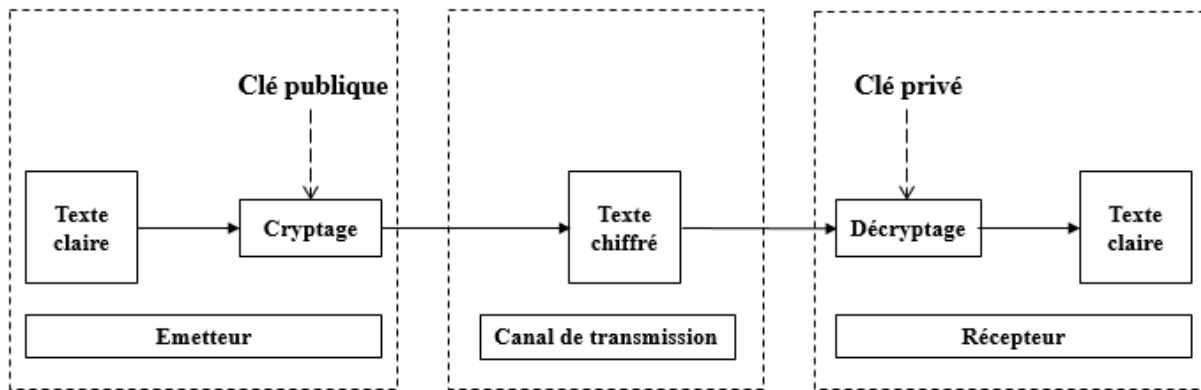 Clé publique
Texte
claire
Cryptage
Emetteur
Texte
chiffré
Canal de transmission
Clé privé
Décryptage
Texte
claire
Récepteur